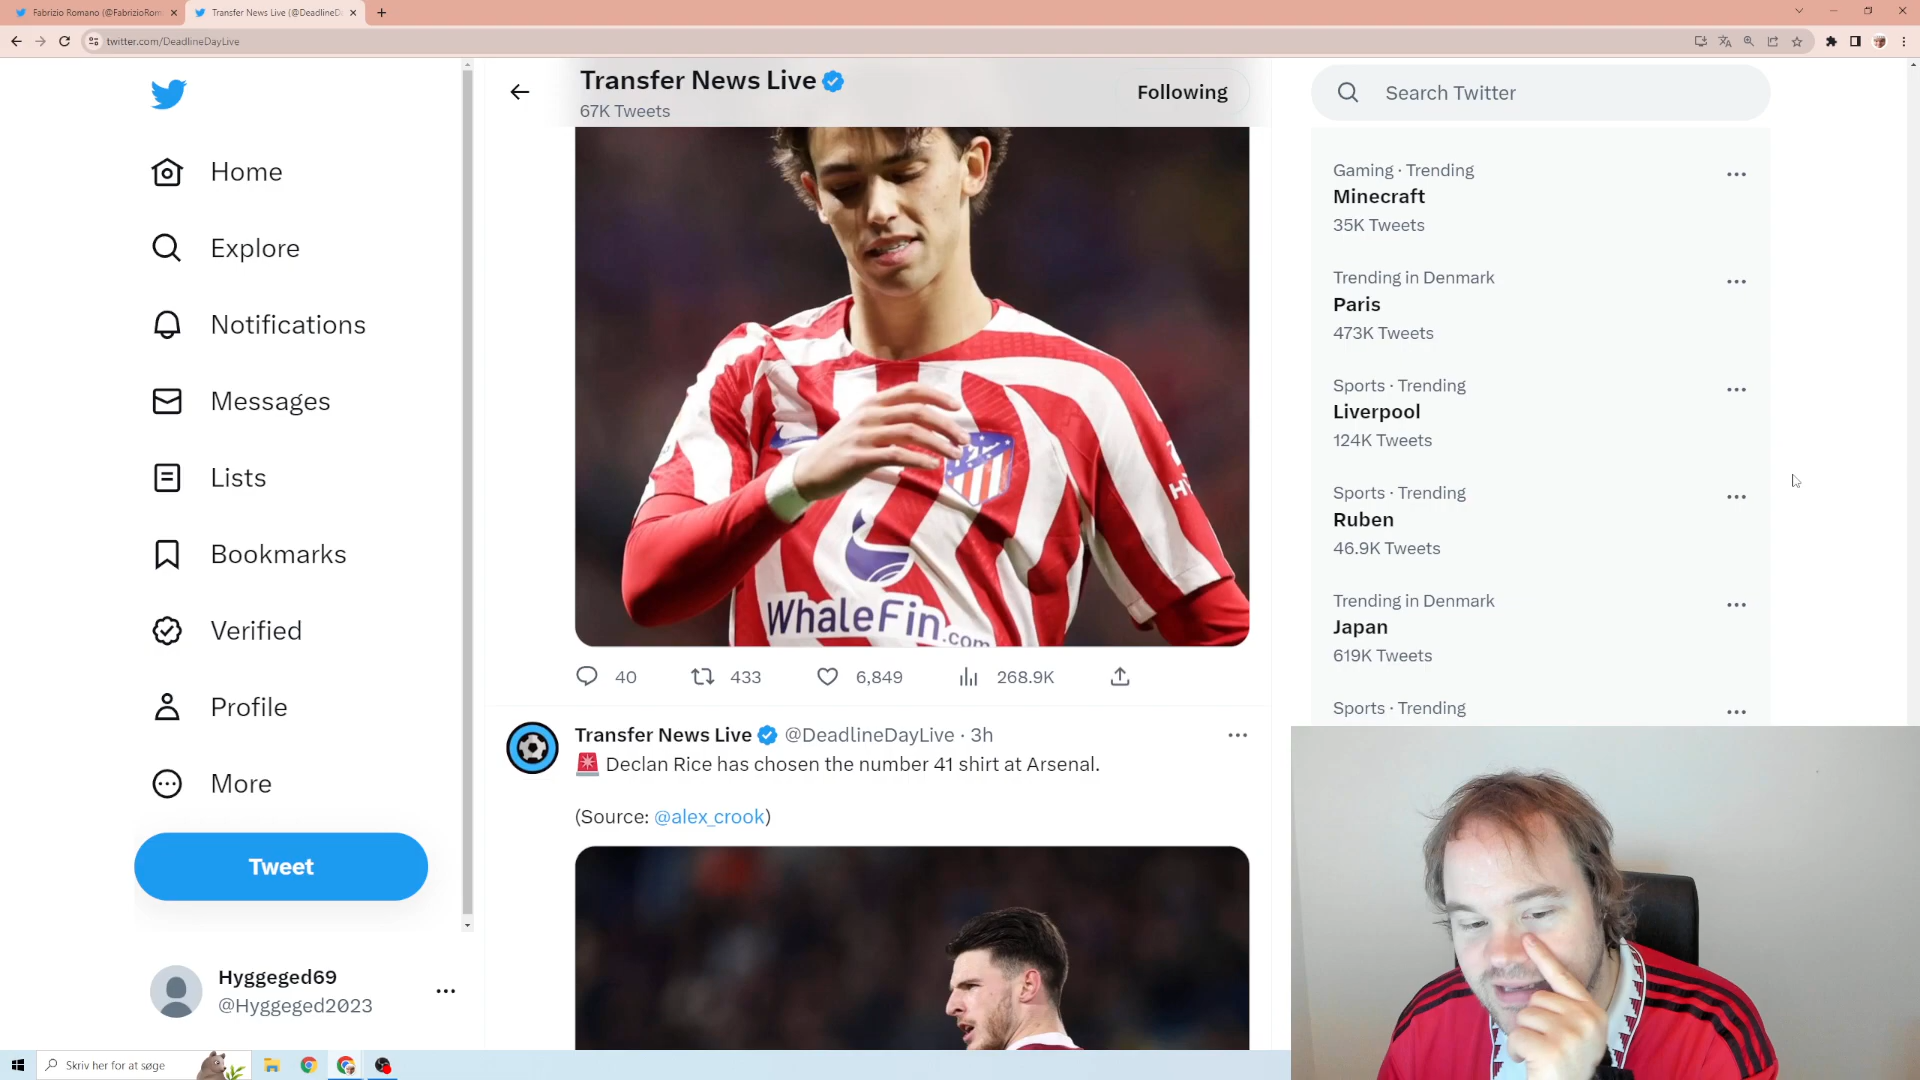 Fabrizio Romano (@FabrizioRom
Transfer News Live (@DeadlineD
twitter.com/DeadlineDayLive
Home
Explore
Notifications
Messages
Lists
Bookmarks
Verified
Profile
More
Tweet
Hyggeged69
@Hyggeged2023
Transfer News Live
67K Tweets
Following
WhaleFin.com
40
433
6,849
268.9K
Transfer News Live @DeadlineDayLive · 3h
Declan Rice has chosen the number 41 shirt at Arsenal.
(Source: @alex_crook)
Search Twitter
Gaming · Trending
Minecraft
35K Tweets
Trending in Denmark
Paris
473K Tweets
Sports · Trending
Liverpool
124K Tweets
Sports · Trending
Ruben
46.9K Tweets
Trending in Denmark
Japan
619K Tweets
Sports · Trending
Skriv her for at søge